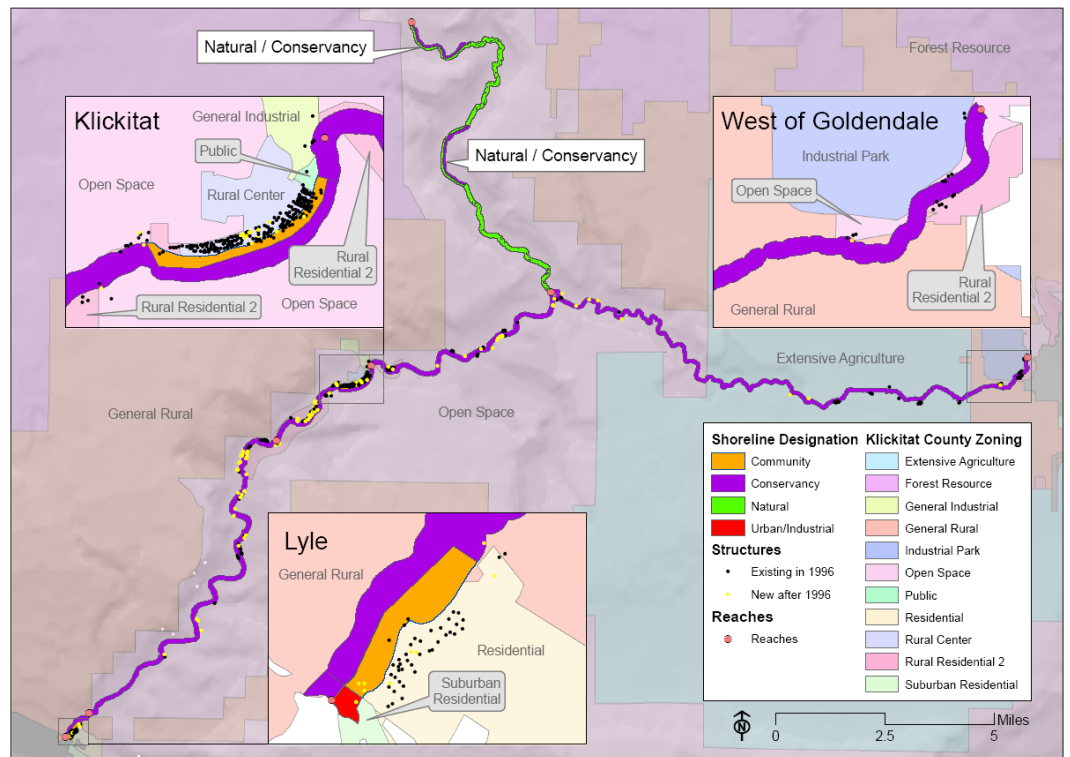 Natural / Conservancy
Forest Resource
Klickitat
General Industrial
Public
Open Space
Rural Center
Rural
Residential 2
Rural Residential 2
Open Space
Natural / Conservancy
West of Goldendale
Industrial Park
Open Space
Rural
Residential 2
General Rural
Extensive Agriculture
General Rural
Open Space
Lyle
General Rural
Residential
Suburban
Residential
Shoreline Designation
Community
Conservancy
Natural
Urban/Industrial
Structures
Existing in 1996
New after 1996
Reaches
Reaches
Klickitat County Zoning
Extensive Agriculture
Forest Resource
General Industrial
General Rural
Industrial Park
Open Space
Public
Residential
Rural Center
Rural Residential 2
Suburban Residential
N
0 2.5 5 Miles